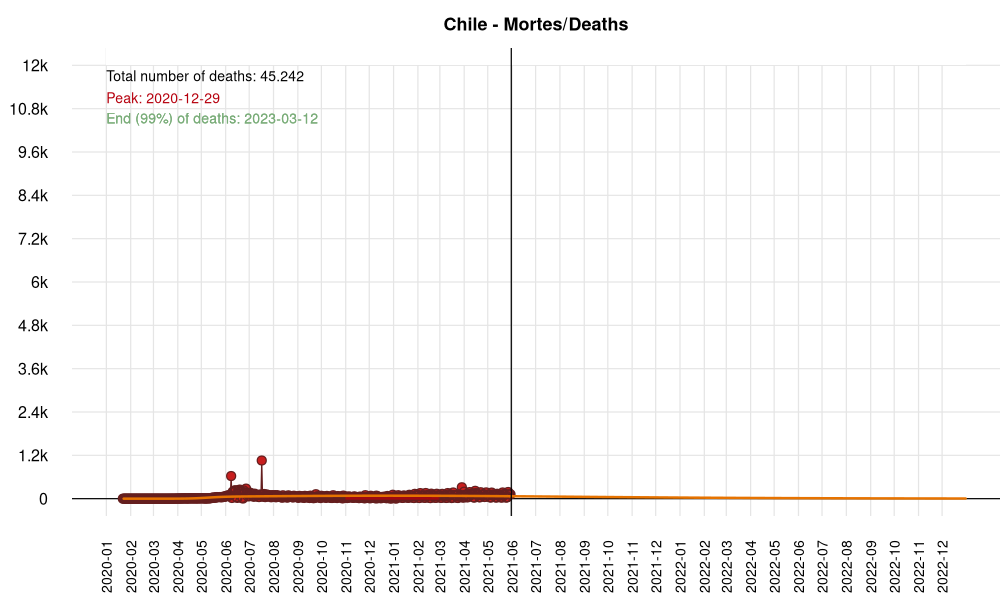 Chile - Mortes/Deaths
Total number of deaths: 45.242
Peak: 2020-12-29
End (99%) of deaths: 2023-03-12
12k
10.8k
9.6k
8.4k
7.2k
6k
4.8k
3.6k
2.4k
1.2k
0
2020-01
2020-02
2020-03
2020-04
2020-05
2020-06
2020-07
2020-08
2020-09
2020-10
2020-11
2020-12
2021-01
2021-02
2021-03
2021-04
2021-05
2021-06
2021-07
2021-08
2021-09
2021-10
2021-11
2021-12
2022-01
2022-02
2022-03
2022-04
2022-05
2022-06
2022-07
2022-08
2022-09
2022-10
2022-11
2022-12